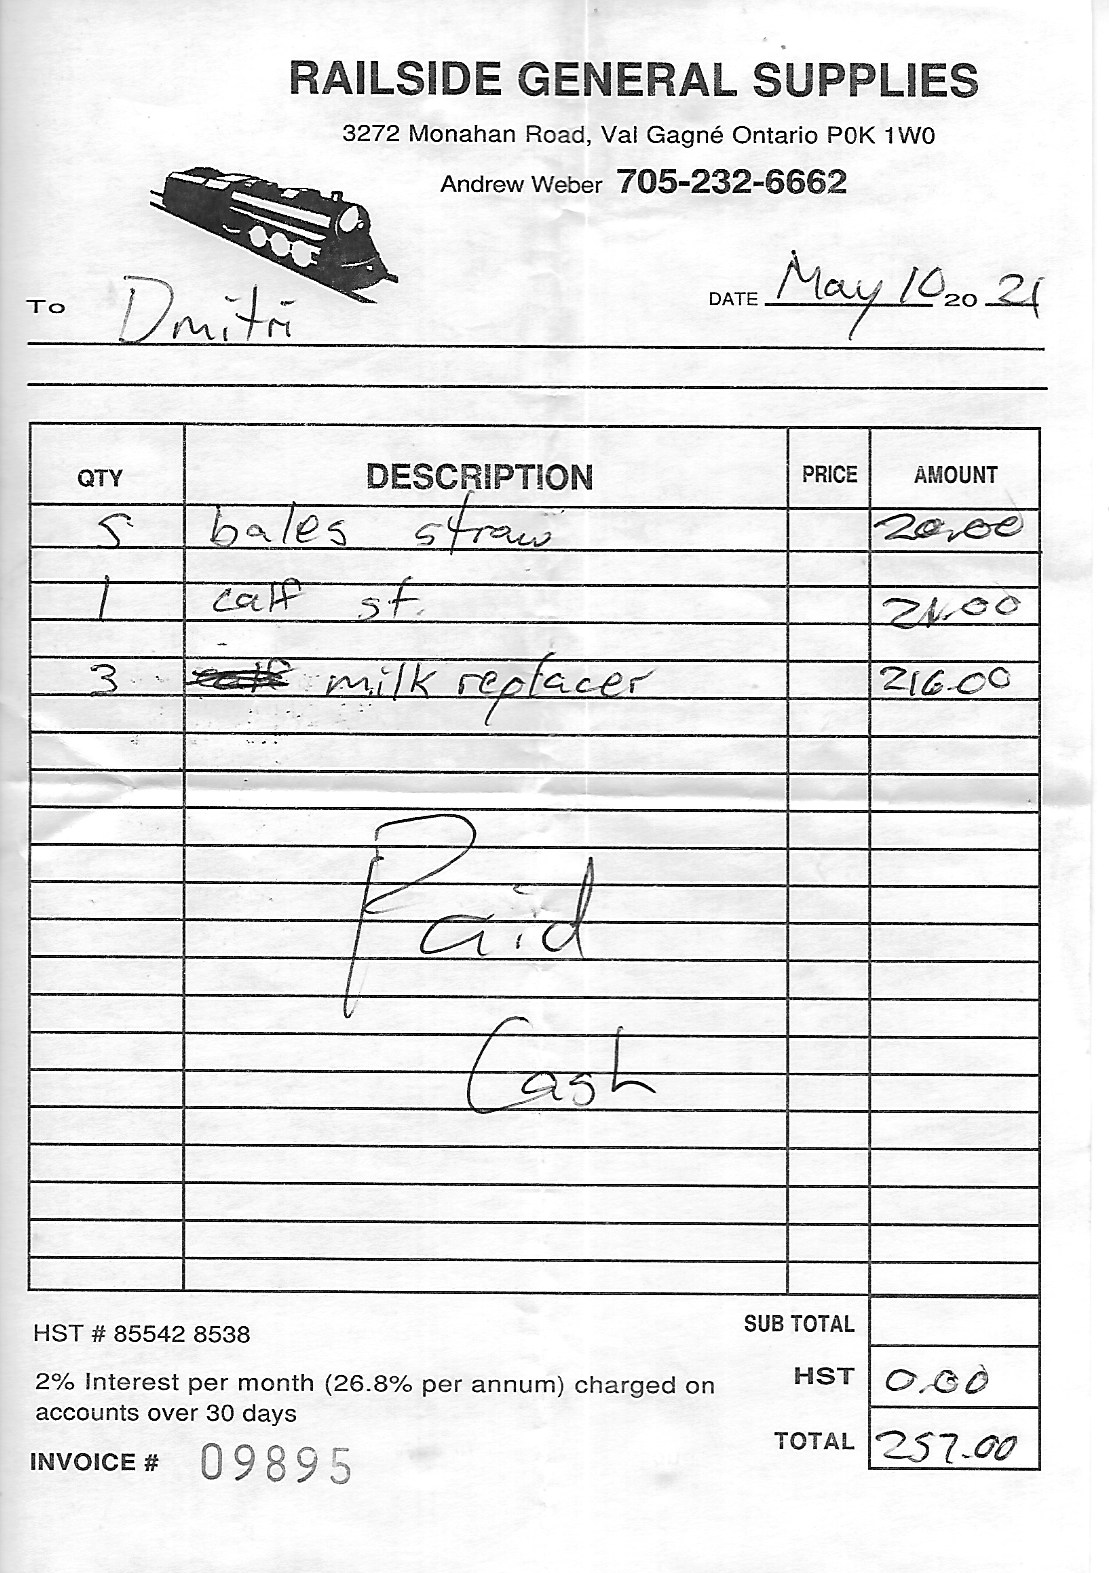 RAILSIDE GENERAL SUPPLIES
3272 Monahan Road, Val Gagné Ontario P0K 1W0
Andrew Weber 705-232-6662
To Dmitri
DATE May 10 20 21
QTY DESCRIPTION PRICE AMOUNT
5 bales straw 20.00
1 calf st. 21.00
3 milk replacer 216.00
Paid
Cash
SUB TOTAL
HST # 85542 8538
HST 0.00
2% Interest per month (26.8% per annum) charged on
accounts over 30 days
TOTAL 257.00
INVOICE # 09895